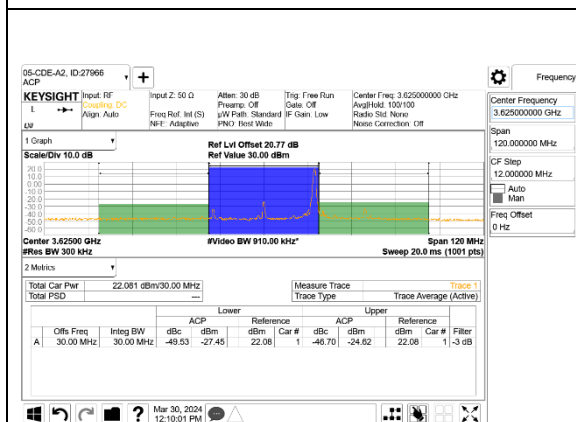 05-CDE-A2, ID:27966
ACP
KEYSIGHT
L
Input: RF
Coupling: DC
Align: Auto
Input Z: 50 Ω
Freq Ref: Int (S)
NFE: Adaptive
Atten: 30 dB
Preamp: Off
µW Path: Standard
PNO: Best Wide
Trig: Free Run
Gate: Off
IF Gain: Low
Center Freq: 3.625000000 GHz
Avg|Hold: 100/100
Radio Std: None
Noise Correction: Off
1 Graph
Scale/Div 10.0 dB
Ref Lvl Offset 20.77 dB
Ref Value 30.00 dBm
20.0
10.0
0.00
-10.0
-20.0
-30.0
-40.0
-50.0
-60.0
Center 3.62500 GHz
#Video BW 910.00 kHz*
Span 120 MHz
#Res BW 300 kHz
Sweep 20.0 ms (1001 pts)
2 Metrics
Total Car Pwr 22.081 dBm/30.00 MHz
Total PSD ---
Measure Trace Trace 1
Trace Type Trace Average (Active)
Lower Upper
ACP Reference ACP Reference
Offs Freq Integ BW dBc dBm dBm Car # dBc dBm dBm Car # Filter
A 30.00 MHz 30.00 MHz -49.53 -27.45 22.08 1 -46.70 -24.62 22.08 1 -3 dB
Mar 30, 2024
12:10:01 PM
Frequency
Center Frequency
3.625000000 GHz
Span
120.000000 MHz
CF Step
12.000000 MHz
Auto
Man
Freq Offset
0 Hz